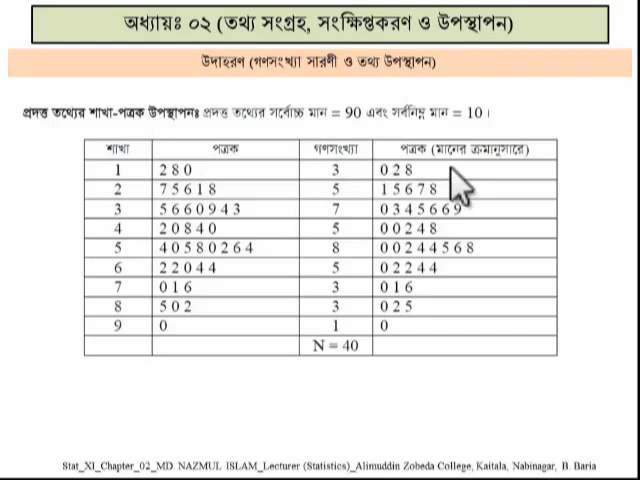 অধ্যায়ঃ ০২ (তথ্য সংগ্রহ, সংক্ষিপ্তকরণ ও উপস্থাপন)
উদাহরণ (গণসংখ্যা সারণী ও তথ্য উপস্থাপন)
প্রদত্ত তথ্যের শাখা-পত্রক উপস্থাপনঃ প্রদত্ত তথ্যের সর্বোচ্চ মান = 90 এবং সর্বনিম্ন মান = 10 ।
শাখা পত্রক গণসংখ্যা পত্রক (মানের ক্রমানুসারে)
1 2 8 0 3 0 2 8
2 7 5 6 1 8 5 1 5 6 7 8
3 5 6 6 0 9 4 3 7 0 3 4 5 6 6 9
4 2 0 8 4 0 5 0 0 2 4 8
5 4 0 5 8 0 2 6 4 8 0 0 2 4 4 5 6 8
6 2 2 0 4 4 5 0 2 2 4 4
7 0 1 6 3 0 1 6
8 5 0 2 3 0 2 5
9 0 1 0
N = 40
Stat_XI_Chapter_02_MD. NAZMUL ISLAM_Lecturer (Statistics)_Alimuddin Zobeda College, Kaitala, Nabinagar, B. Baria